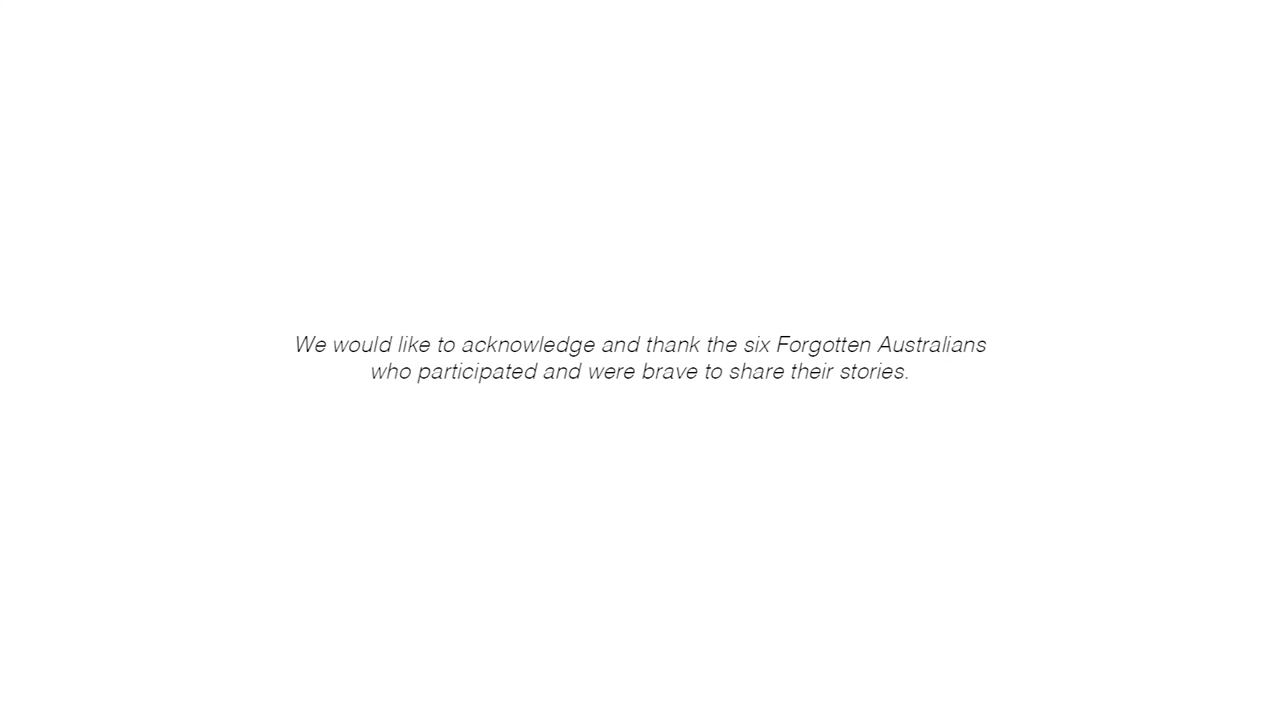 We would like to acknowledge and thank the six Forgotten Australians
who participated and were brave to share their stories.